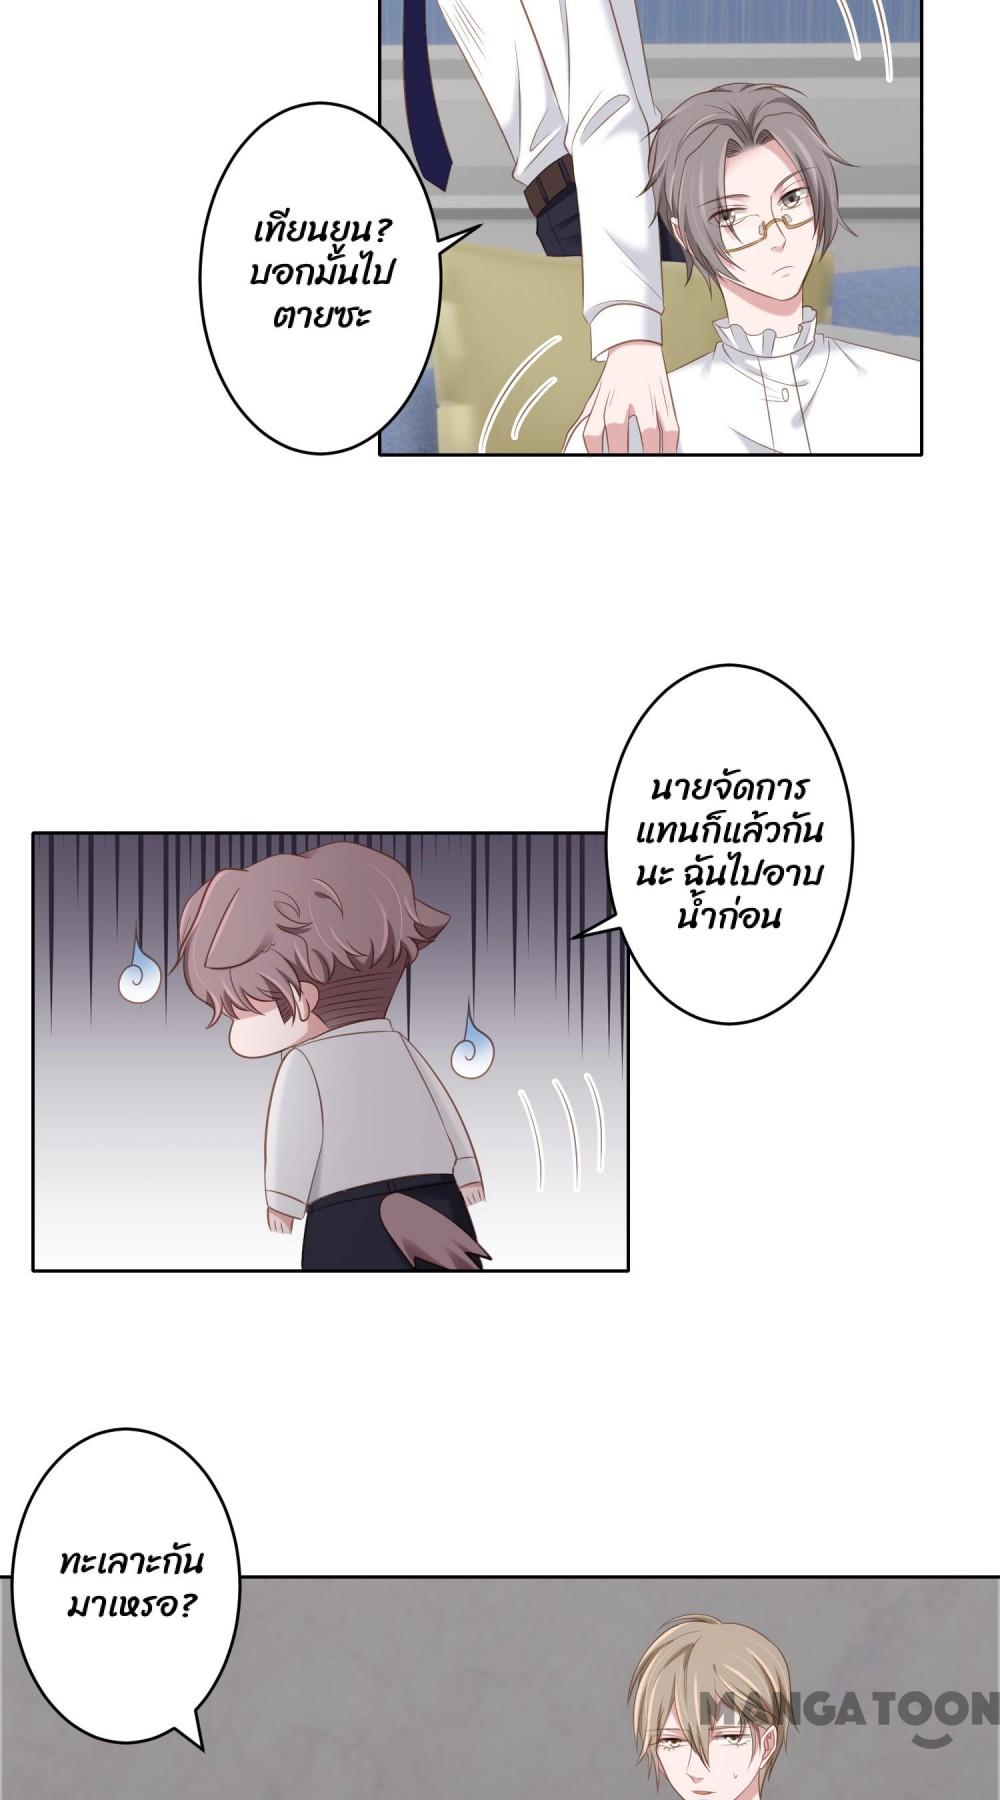 เทียนยูน?
บอกมันไป
ตายซะ
นายจัดการ
แทนก็แล้วกัน
นะ ฉันไปอาบ
น้ำก่อน
ทะเลาะกัน
มาเหรอ?
MANGATOON